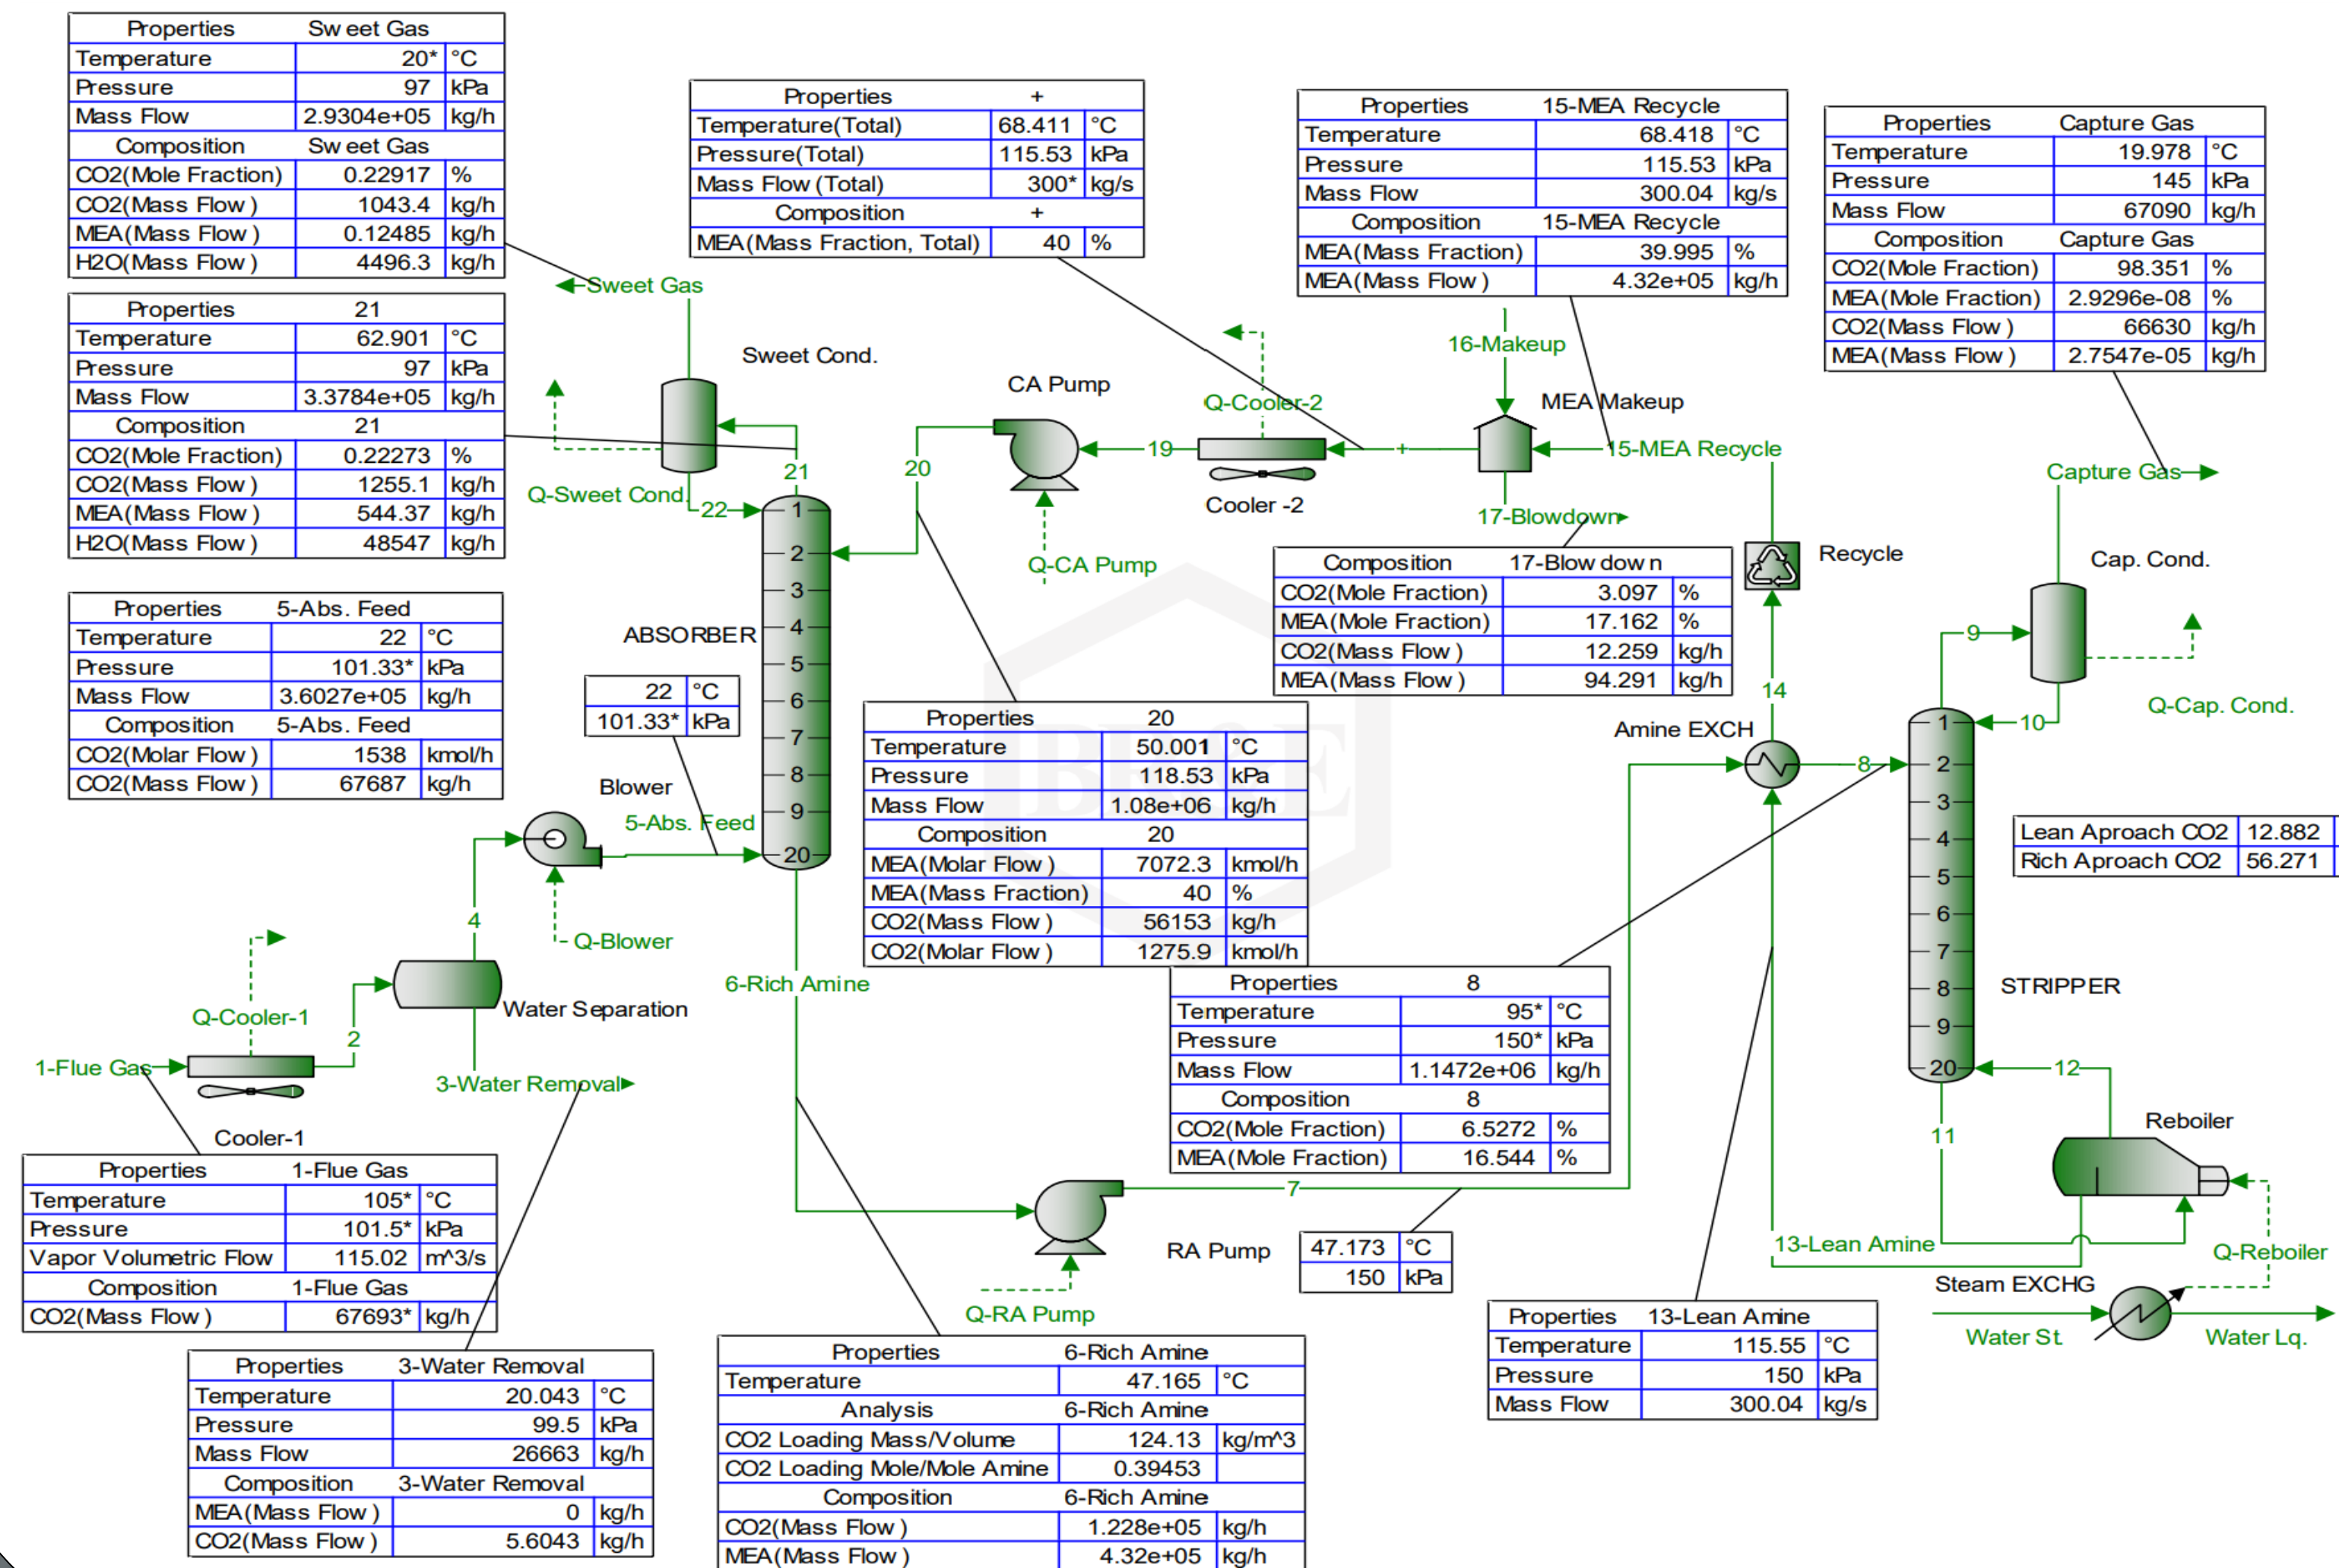 Properties Sweet Gas
Temperature 20* °C
Pressure 97 kPa
Mass Flow 2.9304e+05 kg/h
Composition Sweet Gas
CO2(Mole Fraction) 0.22917 %
CO2(Mass Flow) 1043.4 kg/h
MEA(Mass Flow) 0.12485 kg/h
H2O(Mass Flow) 4496.3 kg/h
Properties 21
Temperature 62.901 °C
Pressure 97 kPa
Mass Flow 3.3784e+05 kg/h
Composition 21
CO2(Mole Fraction) 0.22273 %
CO2(Mass Flow) 1255.1 kg/h
MEA(Mass Flow) 544.37 kg/h
H2O(Mass Flow) 48547 kg/h
Properties 5-Abs. Feed
Temperature 22 °C
Pressure 101.33* kPa
Mass Flow 3.6027e+05 kg/h
Composition 5-Abs. Feed
CO2(Molar Flow) 1538 kmol/h
CO2(Mass Flow) 67687 kg/h
Properties +
Temperature(Total) 68.411 °C
Pressure(Total) 115.53 kPa
Mass Flow (Total) 300* kg/s
Composition +
MEA(Mass Fraction, Total) 40 %
Properties 15-MEA Recycle
Temperature 68.418 °C
Pressure 115.53 kPa
Mass Flow 300.04 kg/s
Composition 15-MEA Recycle
MEA(Mass Fraction) 39.995 %
MEA(Mass Flow) 4.32e+05 kg/h
Properties Capture Gas
Temperature 19.978 °C
Pressure 145 kPa
Mass Flow 67090 kg/h
Composition Capture Gas
CO2(Mole Fraction) 98.351 %
MEA(Mole Fraction) 2.9296e-08 %
CO2(Mass Flow) 66630 kg/h
MEA(Mass Flow) 2.7547e-05 kg/h
Sweet Gas
Sweet Cond.
Q-Sweet Cond.
21
22
20
CA Pump
Q-CA Pump
19
Q-Cooler-2
Cooler -2
+
16-Makeup
MEA Makeup
15-MEA Recycle
17-Blowdown
Recycle
Capture Gas
Cap. Cond.
Q-Cap. Cond.
9
10
14
Amine EXCH
8
Composition 17-Blow down
CO2(Mole Fraction) 3.097 %
MEA(Mole Fraction) 17.162 %
CO2(Mass Flow) 12.259 kg/h
MEA(Mass Flow) 94.291 kg/h
ABSORBER
1
2
3
4
5
6
7
8
9
20
22 °C
101.33* kPa
Blower
5-Abs. Feed
Q-Blower
4
Water Separation
Q-Cooler-1
2
1-Flue Gas
3-Water Removal
Cooler-1
6-Rich Amine
BR&E
Properties 20
Temperature 50.001 °C
Pressure 118.53 kPa
Mass Flow 1.08e+06 kg/h
Composition 20
MEA(Molar Flow) 7072.3 kmol/h
MEA(Mass Fraction) 40 %
CO2(Mass Flow) 56153 kg/h
CO2(Molar Flow) 1275.9 kmol/h
Properties 8
Temperature 95* °C
Pressure 150* kPa
Mass Flow 1.1472e+06 kg/h
Composition 8
CO2(Mole Fraction) 6.5272 %
MEA(Mole Fraction) 16.544 %
Lean Aproach CO2 12.882
Rich Aproach CO2 56.271
1
2
3
4
5
6
7
8
9
20
STRIPPER
12
11
Reboiler
Q-Reboiler
13-Lean Amine
Steam EXCHG
Water St.
Water Lq.
7
RA Pump
Q-RA Pump
47.173 °C
150 kPa
Properties 13-Lean Amine
Temperature 115.55 °C
Pressure 150 kPa
Mass Flow 300.04 kg/s
Properties 1-Flue Gas
Temperature 105* °C
Pressure 101.5* kPa
Vapor Volumetric Flow 115.02 m^3/s
Composition 1-Flue Gas
CO2(Mass Flow) 67693* kg/h
Properties 3-Water Removal
Temperature 20.043 °C
Pressure 99.5 kPa
Mass Flow 26663 kg/h
Composition 3-Water Removal
MEA(Mass Flow) 0 kg/h
CO2(Mass Flow) 5.6043 kg/h
Properties 6-Rich Amine
Temperature 47.165 °C
Analysis 6-Rich Amine
CO2 Loading Mass/Volume 124.13 kg/m^3
CO2 Loading Mole/Mole Amine 0.39453
Composition 6-Rich Amine
CO2(Mass Flow) 1.228e+05 kg/h
MEA(Mass Flow) 4.32e+05 kg/h